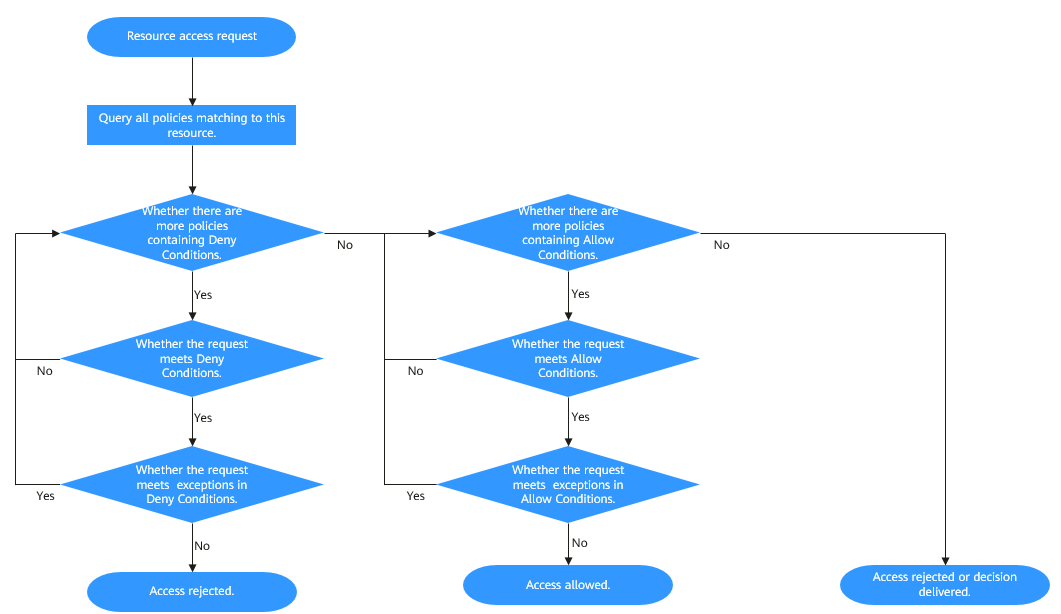 Resource access request
Query all policies matching to this
resource.
Whether there are
more policies
containing Deny
Conditions.
No
Whether there are
more policies
containing Allow
Conditions.
No
Yes
Yes
Whether the request
meets Deny
Conditions.
No
Whether the request
meets Allow
Conditions.
No
Yes
Yes
Whether the request
meets  exceptions in
Deny Conditions.
Yes
Whether the request
meets  exceptions in
Allow Conditions.
Yes
No
No
Access rejected.
Access allowed.
Access rejected or decision
delivered.